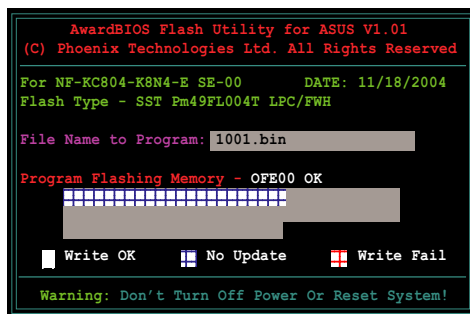 AwardBIOS Flash Utility for ASUS V1.01
(C) Phoenix Technologies Ltd. All Rights Reserved
For NF-KC804-K8N4-E SE-00 DATE: 11/18/2004
Flash Type - SST Pm49FL004T LPC/FWH
File Name to Program: 1001.bin
Program Flashing Memory - OFE00 OK
Write OK No Update Write Fail
Warning: Don't Turn Off Power Or Reset System!